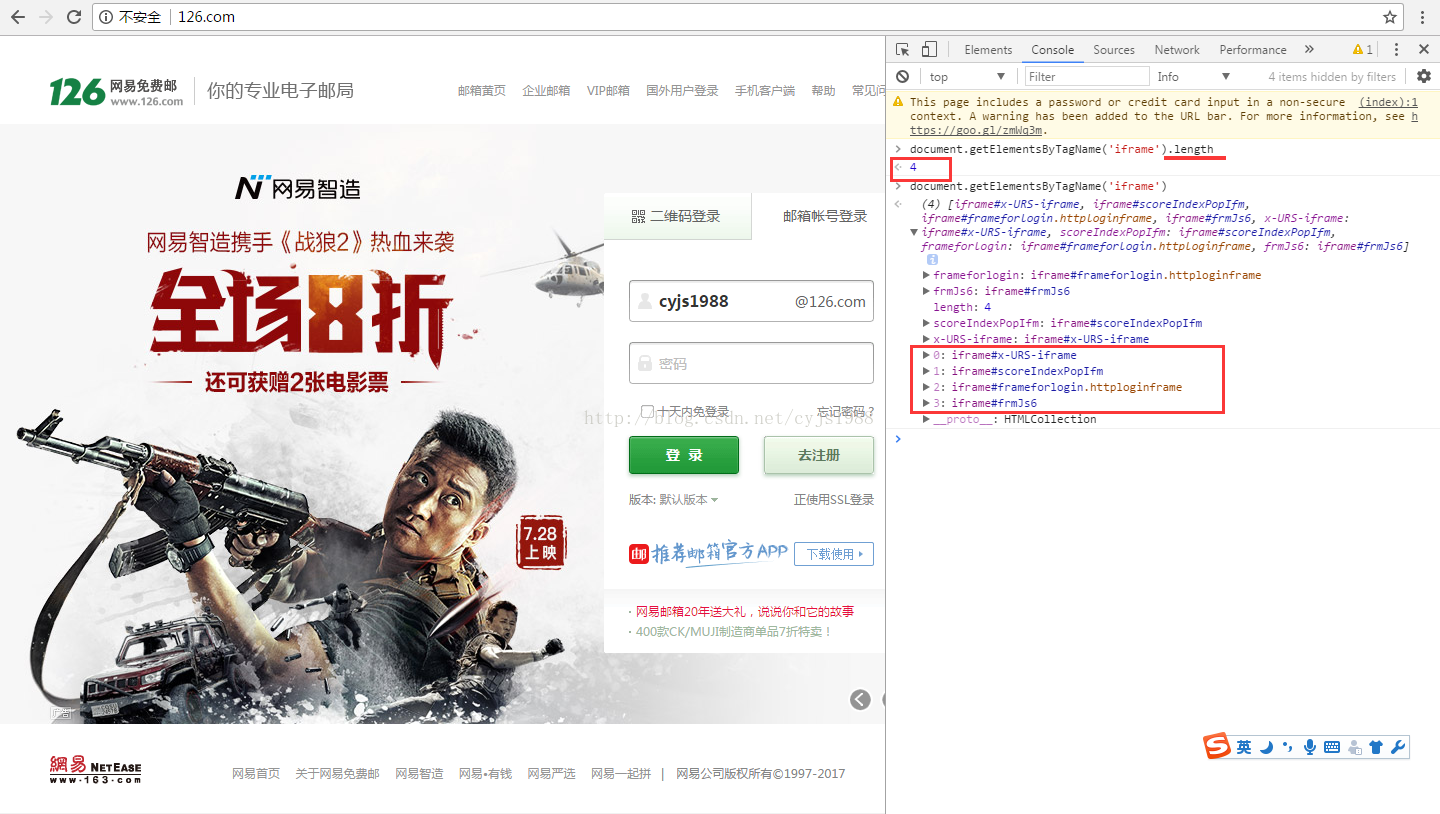 不安全 126.com
126 网易免费邮 www.126.com 你的专业电子邮局
邮箱黄页 企业邮箱 VIP邮箱 国外用户登录 手机客户端 帮助 常见问
N 网易智造
网易智造携手《战狼2》热血来袭
全场8折
还可获赠2张电影票
7.28
上映
广告
二维码登录 邮箱帐号登录
cyjs1988 @126.com
密码
十天内免登录 忘记密码?
http://blog.csdn.net/cyjs1988
登 录 去注册
版本: 默认版本 正使用SSL登录
邮 推荐邮箱官方APP 下载使用
· 网易邮箱20年送大礼，说说你和它的故事
· 400款CK/MUJI制造商单品7折特卖！
網易 NETEASE
www.163.com
网易首页 关于网易免费邮 网易智造 网易•有钱 网易严选 网易一起拼 | 网易公司版权所有©1997-2017
Elements Console Sources Network Performance » 1
top Filter Info 4 items hidden by filters
This page includes a password or credit card input in a non-secure (index):1
context. A warning has been added to the URL bar. For more information, see h
ttps://goo.gl/zmWq3m.
> document.getElementsByTagName('iframe').length
4
> document.getElementsByTagName('iframe')
(4) [iframe#x-URS-iframe, iframe#scoreIndexPopIfm,
iframe#frameforlogin.httploginframe, iframe#frmJs6, x-URS-iframe:
iframe#x-URS-iframe, scoreIndexPopIfm: iframe#scoreIndexPopIfm,
frameforlogin: iframe#frameforlogin.httploginframe, frmJs6: iframe#frmJs6]
i
frameforlogin: iframe#frameforlogin.httploginframe
frmJs6: iframe#frmJs6
length: 4
scoreIndexPopIfm: iframe#scoreIndexPopIfm
x-URS-iframe: iframe#x-URS-iframe
0: iframe#x-URS-iframe
1: iframe#scoreIndexPopIfm
2: iframe#frameforlogin.httploginframe
3: iframe#frmJs6
__proto__: HTMLCollection
>
S 英